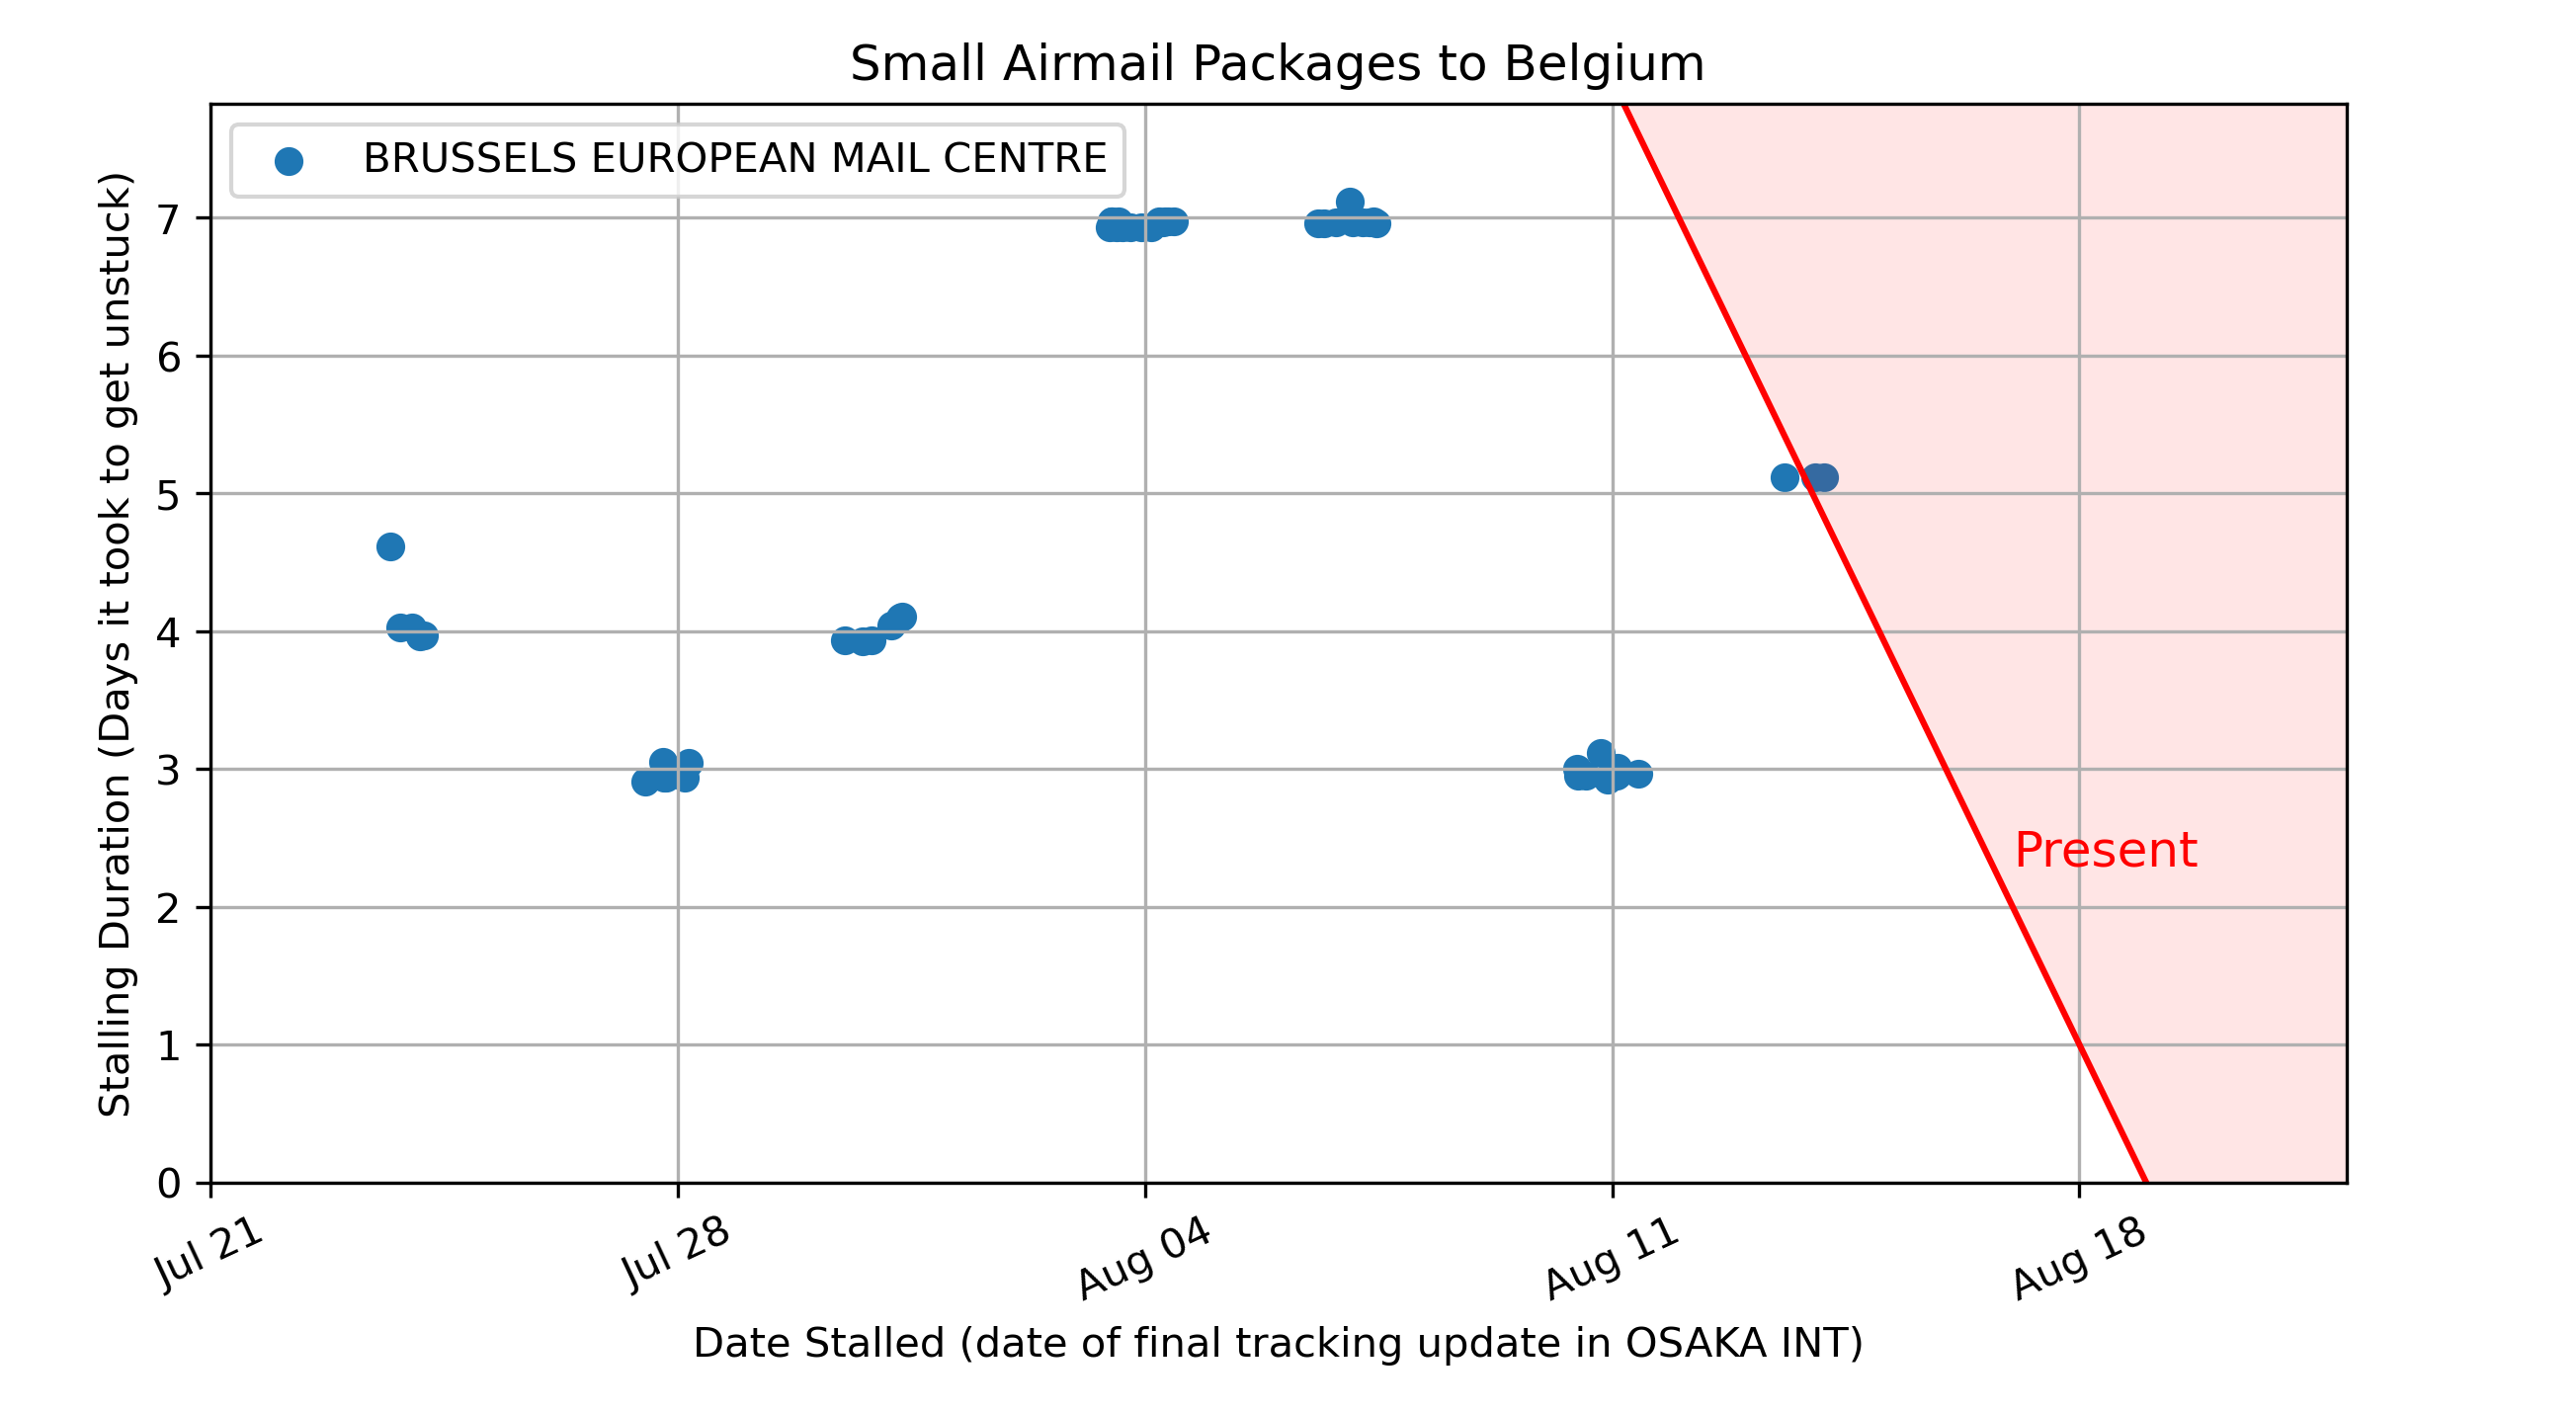 Small Airmail Packages to Belgium
BRUSSELS EUROPEAN MAIL CENTRE
Stalling Duration (Days it took to get unstuck)
7
6
5
4
3
2
1
0
Present
Jul 21
Jul 28
Aug 04
Aug 11
Aug 18
Date Stalled (date of final tracking update in OSAKA INT)